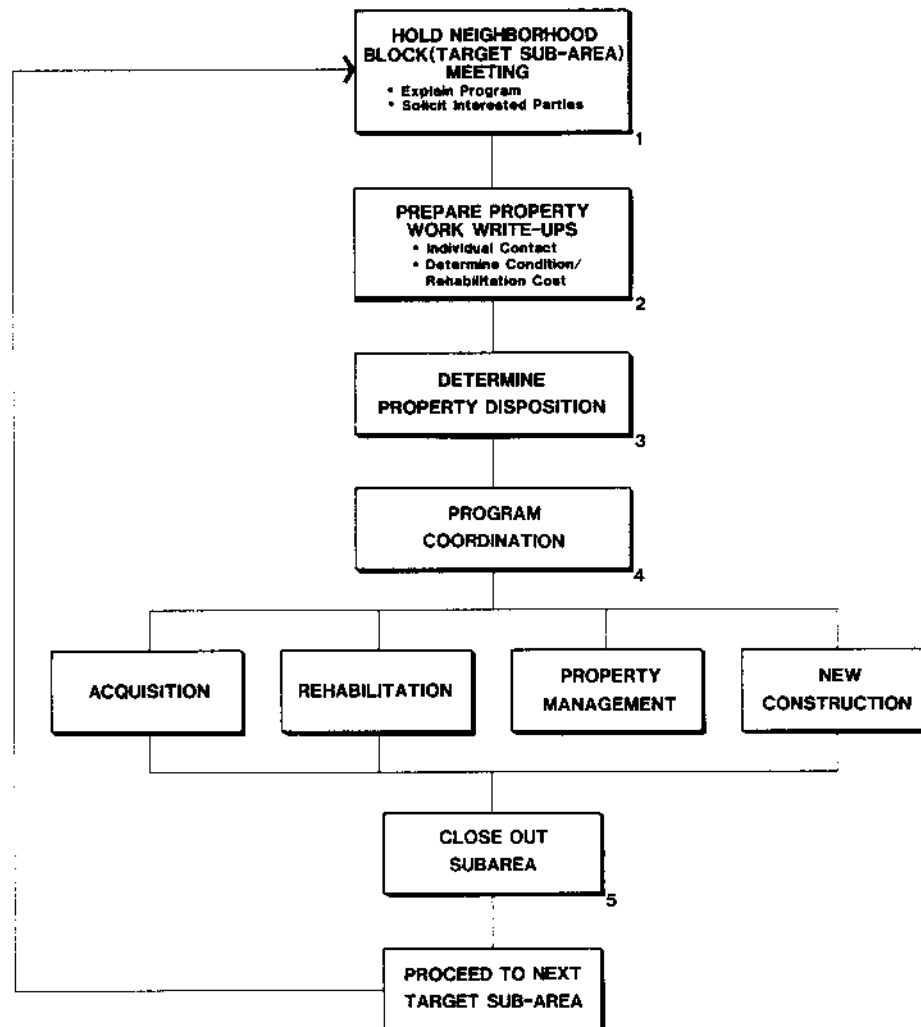 HOLD NEIGHBORHOOD
BLOCK(TARGET SUB-AREA)
MEETING
• Explain Program
• Solicit Interested Parties
1
PREPARE PROPERTY
WORK WRITE-UPS
• Individual Contact
• Determine Condition/
Rehabilitation Cost
2
DETERMINE
PROPERTY DISPOSITION
3
PROGRAM
COORDINATION
4
ACQUISITION
REHABILITATION
PROPERTY
MANAGEMENT
NEW
CONSTRUCTION
CLOSE OUT
SUBAREA
5
PROCEED TO NEXT
TARGET SUB-AREA